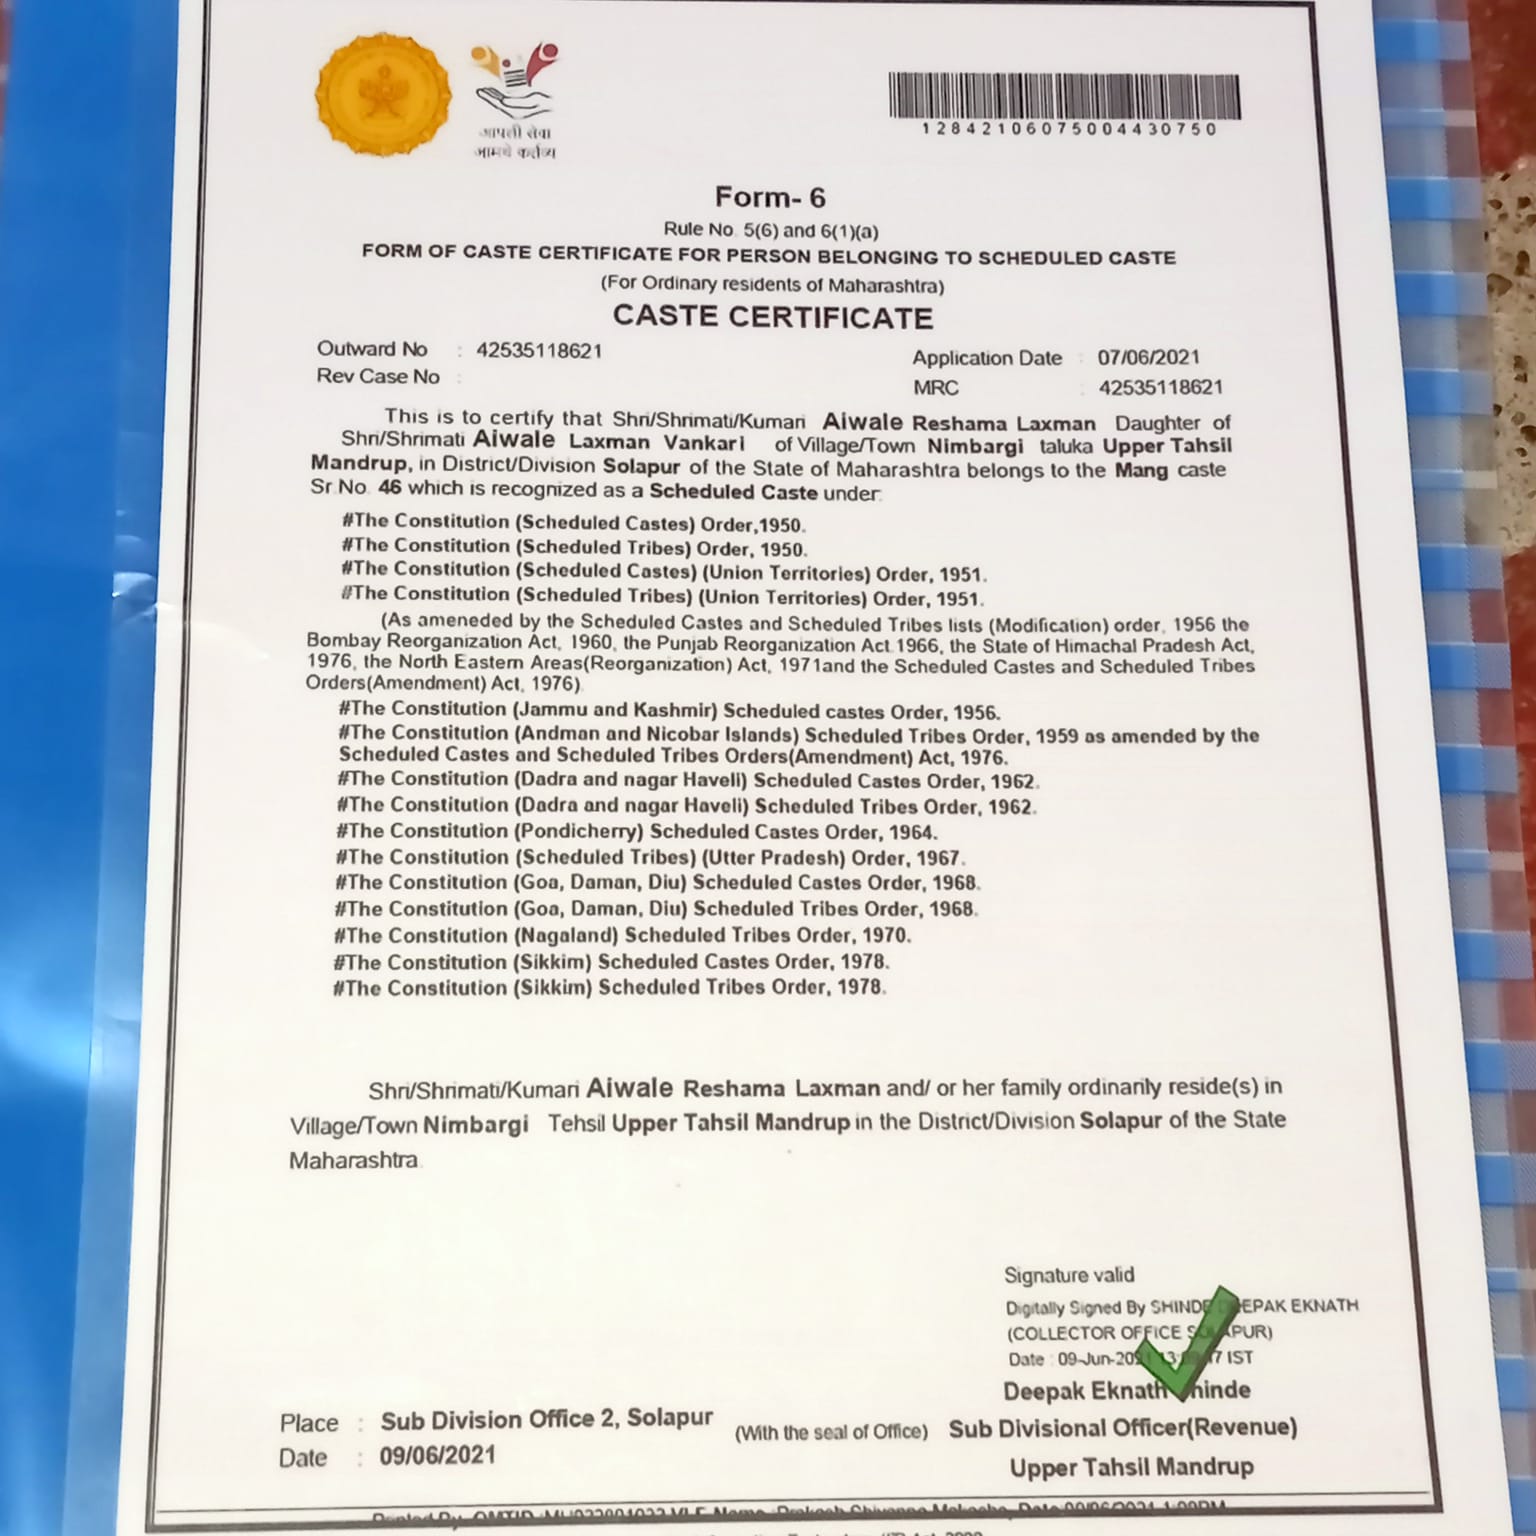 आपली सेवा
आमचे कर्तव्य
12842106075004430750
Form- 6
Rule No. 5(6) and 6(1)(a)
FORM OF CASTE CERTIFICATE FOR PERSON BELONGING TO SCHEDULED CASTE
(For Ordinary residents of Maharashtra)
CASTE CERTIFICATE
Outward No : 42535118621
Application Date : 07/06/2021
Rev Case No :
MRC : 42535118621
This is to certify that Shri/Shrimati/Kumari Aiwale Reshama Laxman Daughter of
Shri/Shrimati Aiwale Laxman Vankari of Village/Town Nimbargi taluka Upper Tahsil
Mandrup, in District/Division Solapur of the State of Maharashtra belongs to the Mang caste
Sr.No. 46 which is recognized as a Scheduled Caste under:
#The Constitution (Scheduled Castes) Order,1950.
#The Constitution (Scheduled Tribes) Order, 1950.
#The Constitution (Scheduled Castes) (Union Territories) Order, 1951.
#The Constitution (Scheduled Tribes) (Union Territories) Order, 1951.
(As ameneded by the Scheduled Castes and Scheduled Tribes lists (Modification) order, 1956 the
Bombay Reorganization Act, 1960, the Punjab Reorganization Act.1966, the State of Himachal Pradesh Act,
1976, the North Eastern Areas(Reorganization) Act, 1971and the Scheduled Castes and Scheduled Tribes
Orders(Amendment) Act, 1976).
#The Constitution (Jammu and Kashmir) Scheduled castes Order, 1956.
#The Constitution (Andman and Nicobar Islands) Scheduled Tribes Order, 1959 as amended by the
Scheduled Castes and Scheduled Tribes Orders(Amendment) Act, 1976.
#The Constitution (Dadra and nagar Haveli) Scheduled Castes Order, 1962.
#The Constitution (Dadra and nagar Haveli) Scheduled Tribes Order, 1962.
#The Constitution (Pondicherry) Scheduled Castes Order, 1964.
#The Constitution (Scheduled Tribes) (Utter Pradesh) Order, 1967.
#The Constitution (Goa, Daman, Diu) Scheduled Castes Order, 1968.
#The Constitution (Goa, Daman, Diu) Scheduled Tribes Order, 1968.
#The Constitution (Nagaland) Scheduled Tribes Order, 1970.
#The Constitution (Sikkim) Scheduled Castes Order, 1978.
#The Constitution (Sikkim) Scheduled Tribes Order, 1978.
Shri/Shrimati/Kumari Aiwale Reshama Laxman and/ or her family ordinarily reside(s) in
Village/Town Nimbargi Tehsil Upper Tahsil Mandrup in the District/Division Solapur of the State
Maharashtra.
Signature valid
Digitally Signed By SHINDE DEEPAK EKNATH
(COLLECTOR OFFICE SOLAPUR)
Date : 09-Jun-2021 IST
Deepak Eknath Shinde
Place : Sub Division Office 2, Solapur
(With the seal of Office) Sub Divisional Officer(Revenue)
Date : 09/06/2021
Upper Tahsil Mandrup